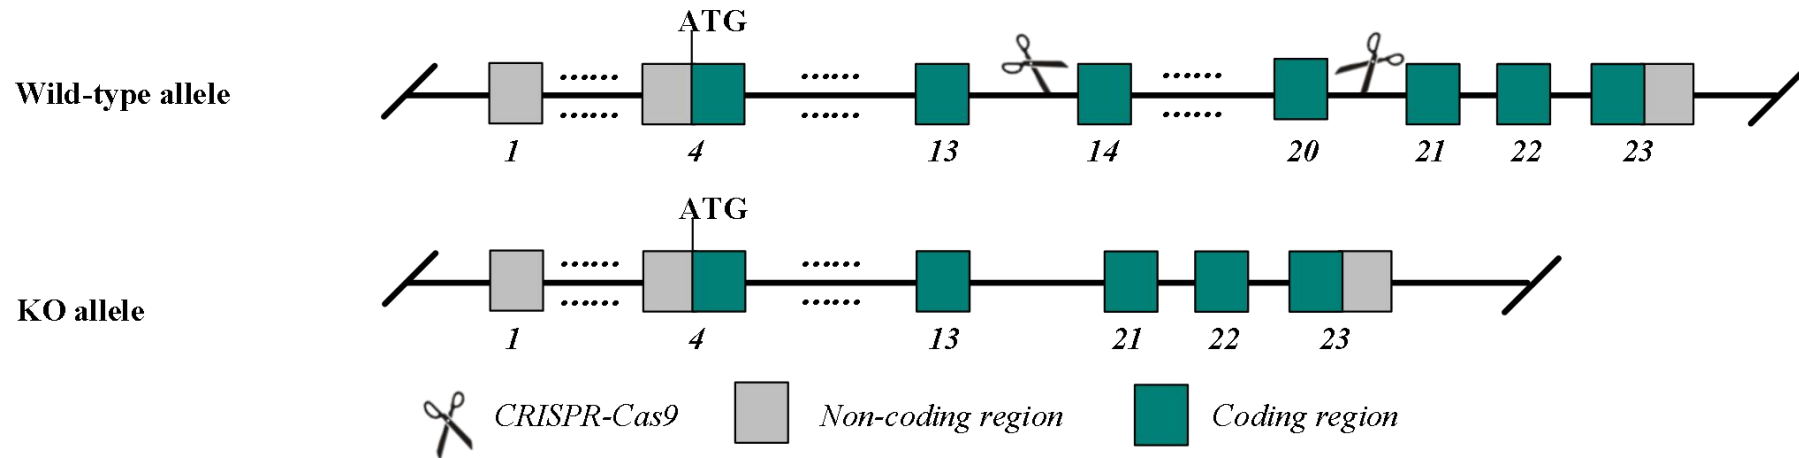 ATG
Wild-type allele
...... ...... ......
...... ...... ......
1 4 13 14 20 21 22 23
ATG
...... ......
...... ......
KO allele
1 4 13 21 22 23
CRISPR-Cas9 Non-coding region Coding region